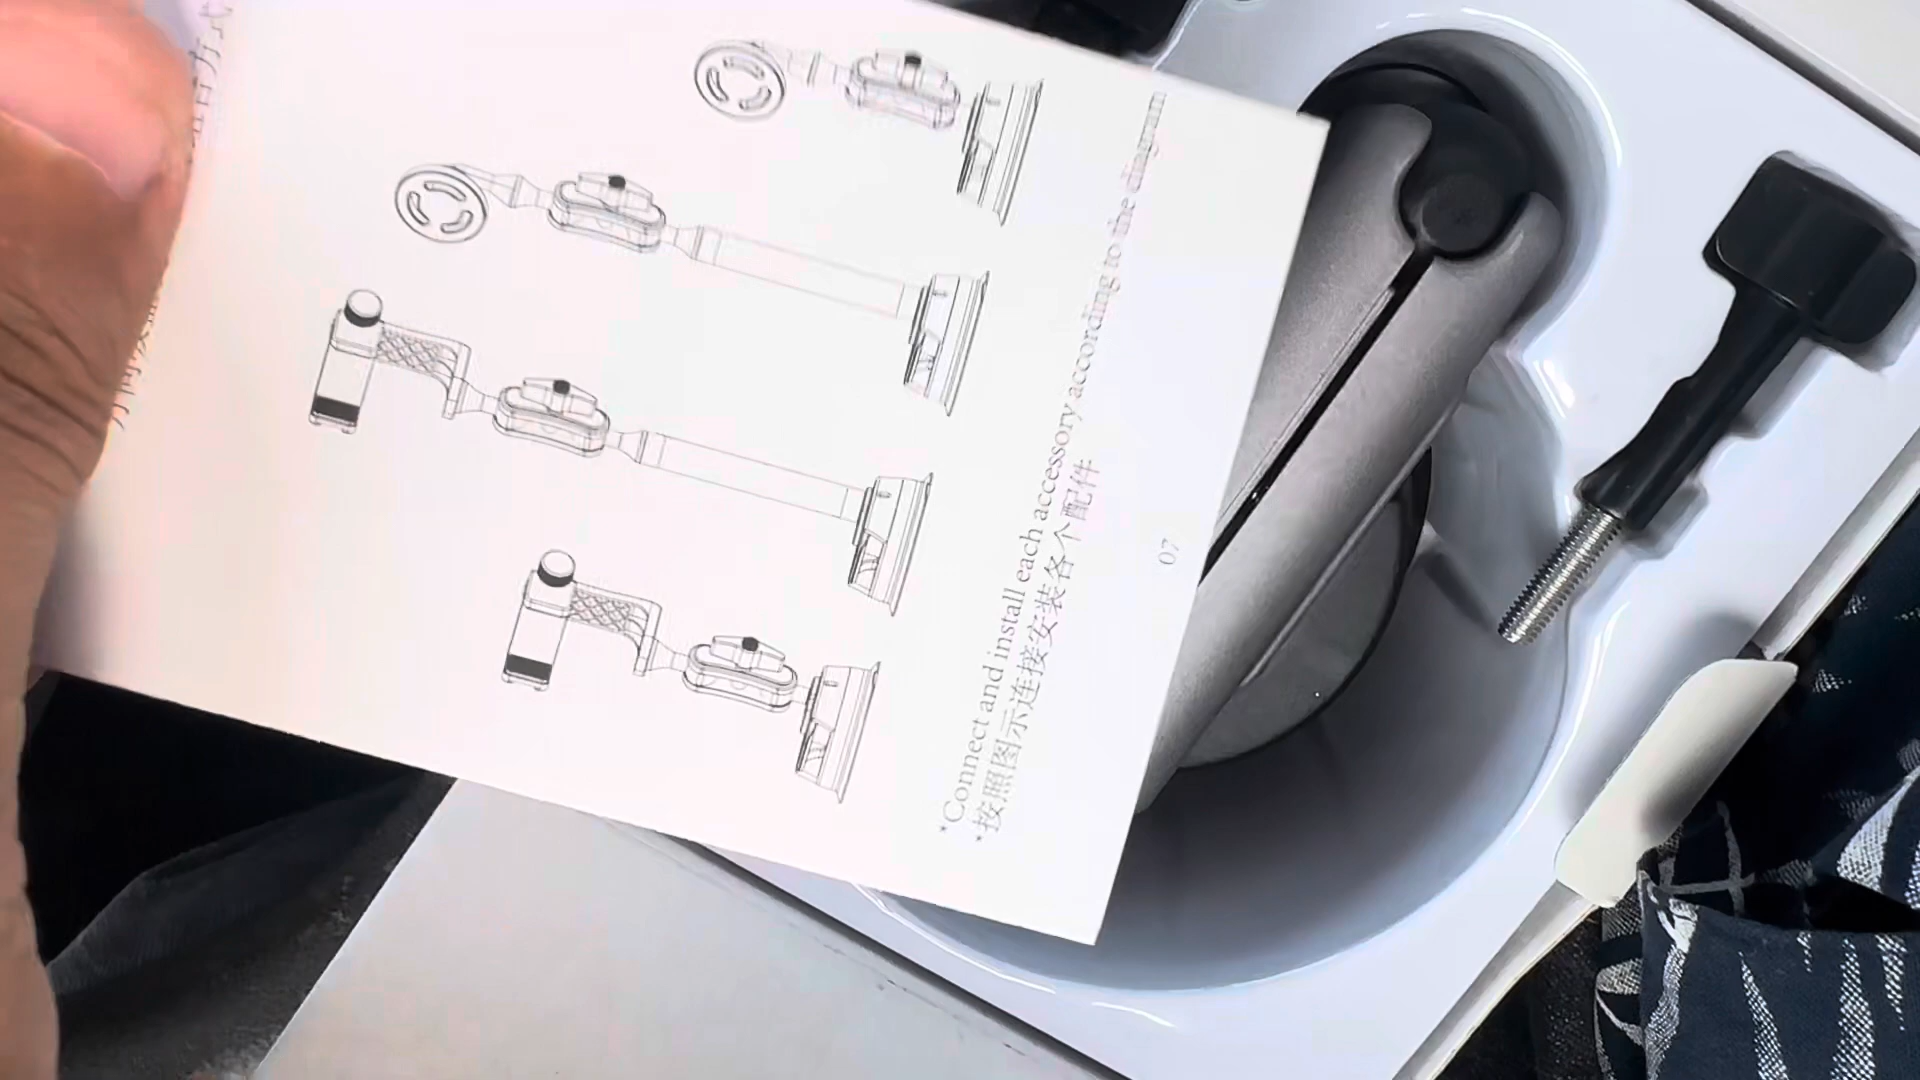 *Connect and install each accessory according to the diagram
*按照图示连接安装各个配件
07